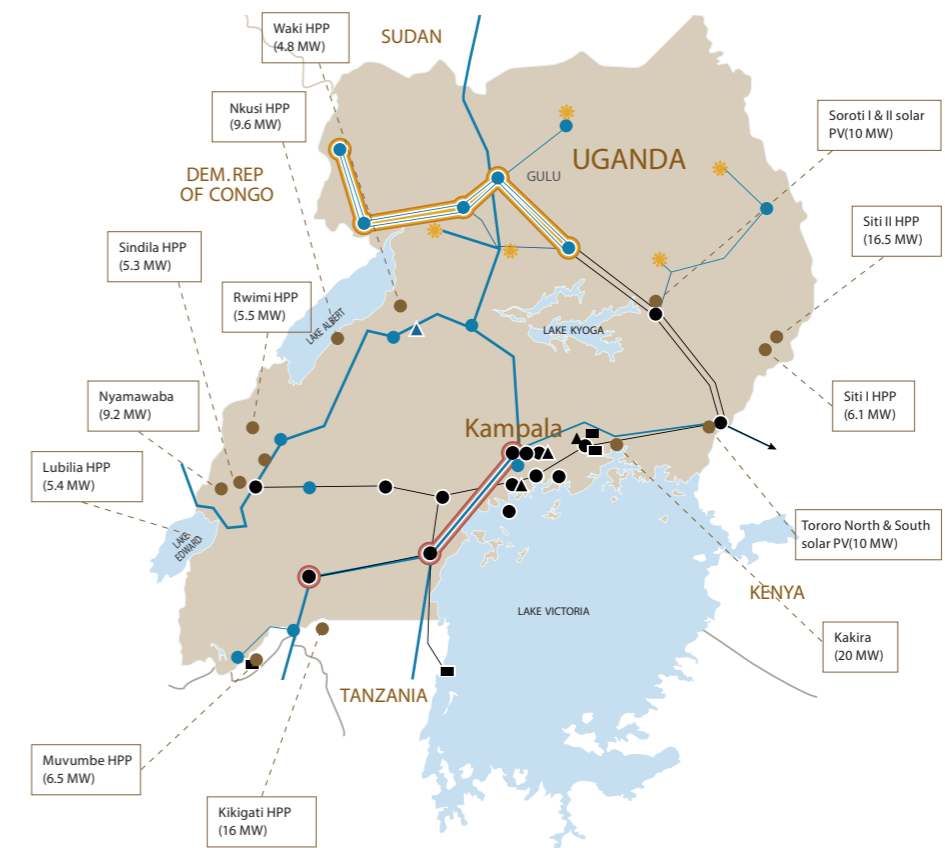 Waki HPP
(4.8 MW)
SUDAN
Nkusi HPP
(9.6 MW)
Soroti I & II solar
PV(10 MW)
UGANDA
GULU
DEM.REP
OF CONGO
Sindila HPP
(5.3 MW)
Siti II HPP
(16.5 MW)
Rwimi HPP
(5.5 MW)
LAKE ALBERT
LAKE KYOGA
Nyamawaba
(9.2 MW)
Siti I HPP
(6.1 MW)
Kampala
Lubilia HPP
(5.4 MW)
LAKE
EDWARD
Tororo North & South
solar PV(10 MW)
KENYA
LAKE VICTORIA
Kakira
(20 MW)
TANZANIA
Muvumbe HPP
(6.5 MW)
Kikigati HPP
(16 MW)